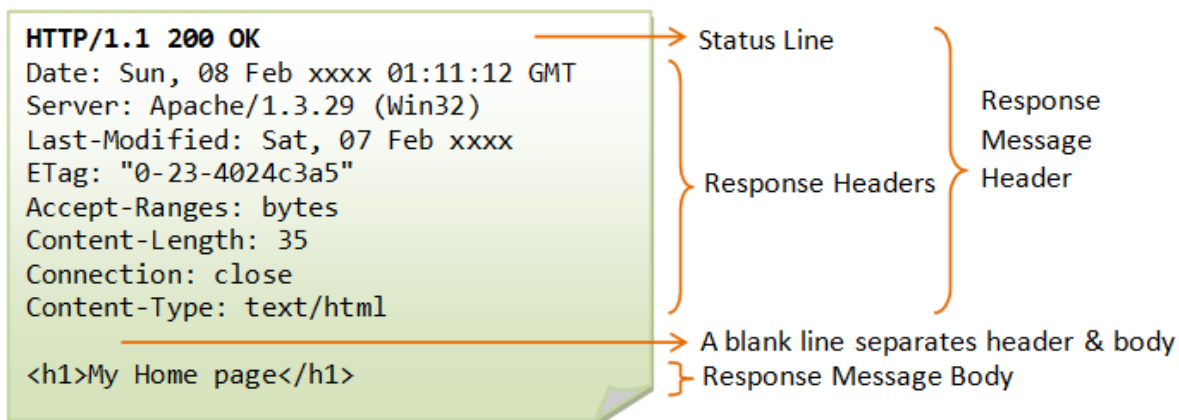 HTTP/1.1 200 OK
Date: Sun, 08 Feb xxxx 01:11:12 GMT
Server: Apache/1.3.29 (Win32)
Last-Modified: Sat, 07 Feb xxxx
ETag: "0-23-4024c3a5"
Accept-Ranges: bytes
Content-Length: 35
Connection: close
Content-Type: text/html
<h1>My Home page</h1>
Status Line
Response Headers
Response
Message
Header
A blank line separates header & body
Response Message Body